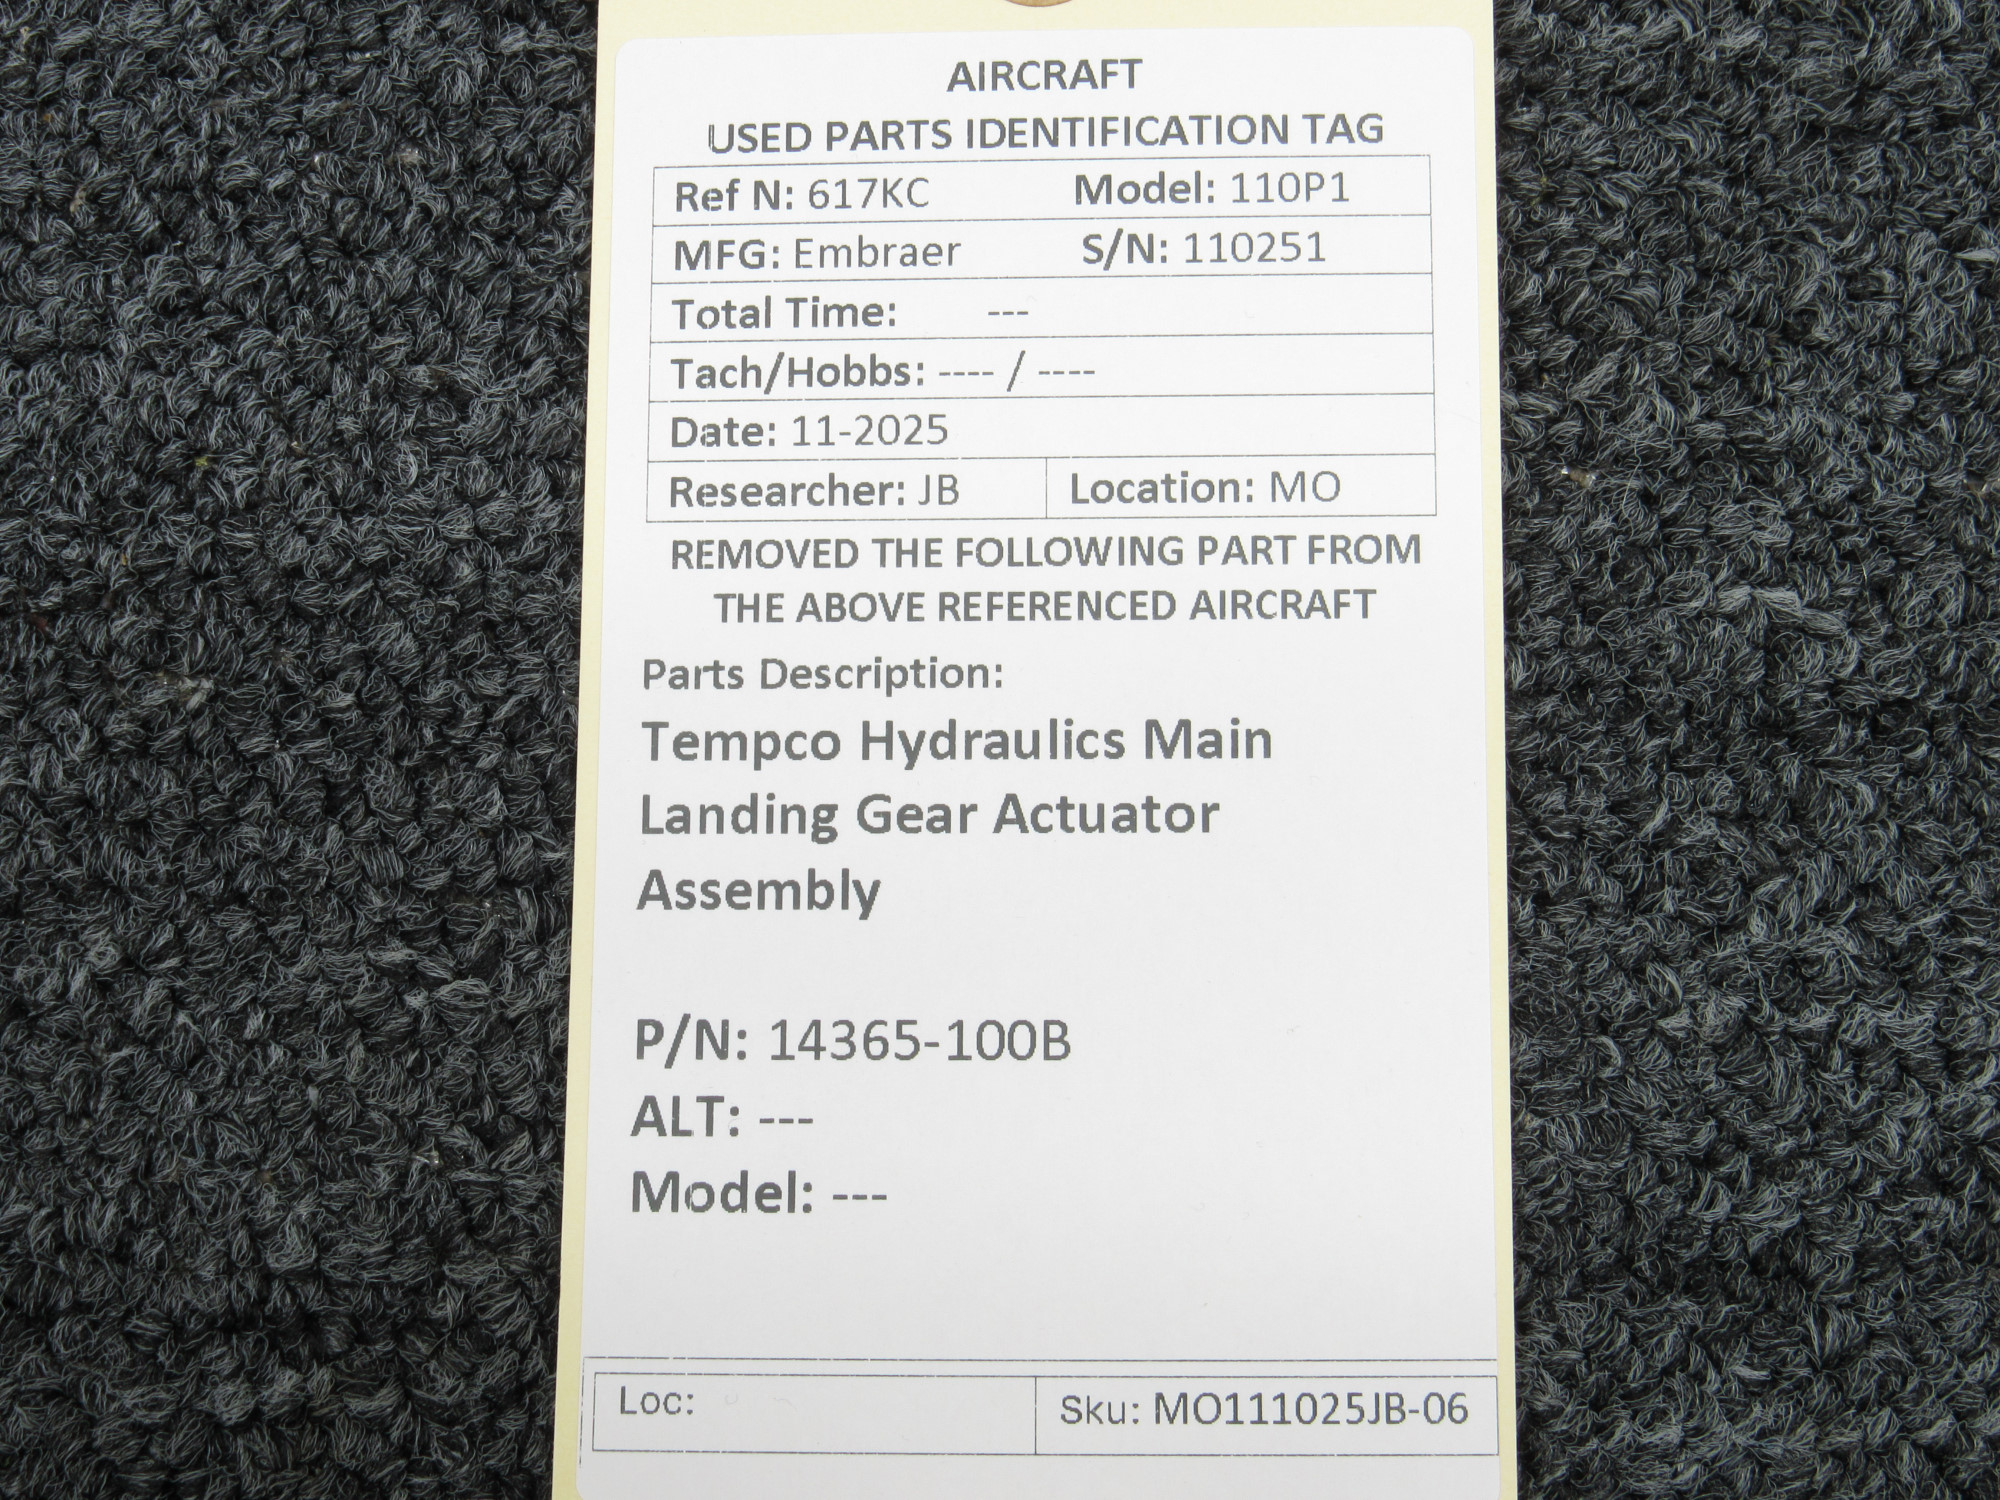 AIRCRAFT
USED PARTS IDENTIFICATION TAG
Ref N: 617KC Model: 110P1
MFG: Embraer S/N: 110251
Total Time: ---
Tach/Hobbs: ---- / ----
Date: 11-2025
Researcher: JB Location: MO
REMOVED THE FOLLOWING PART FROM
THE ABOVE REFERENCED AIRCRAFT
Parts Description:
Tempco Hydraulics Main
Landing Gear Actuator
Assembly
P/N: 14365-100B
ALT: ---
Model: ---
Loc: Sku: MO111025JB-06